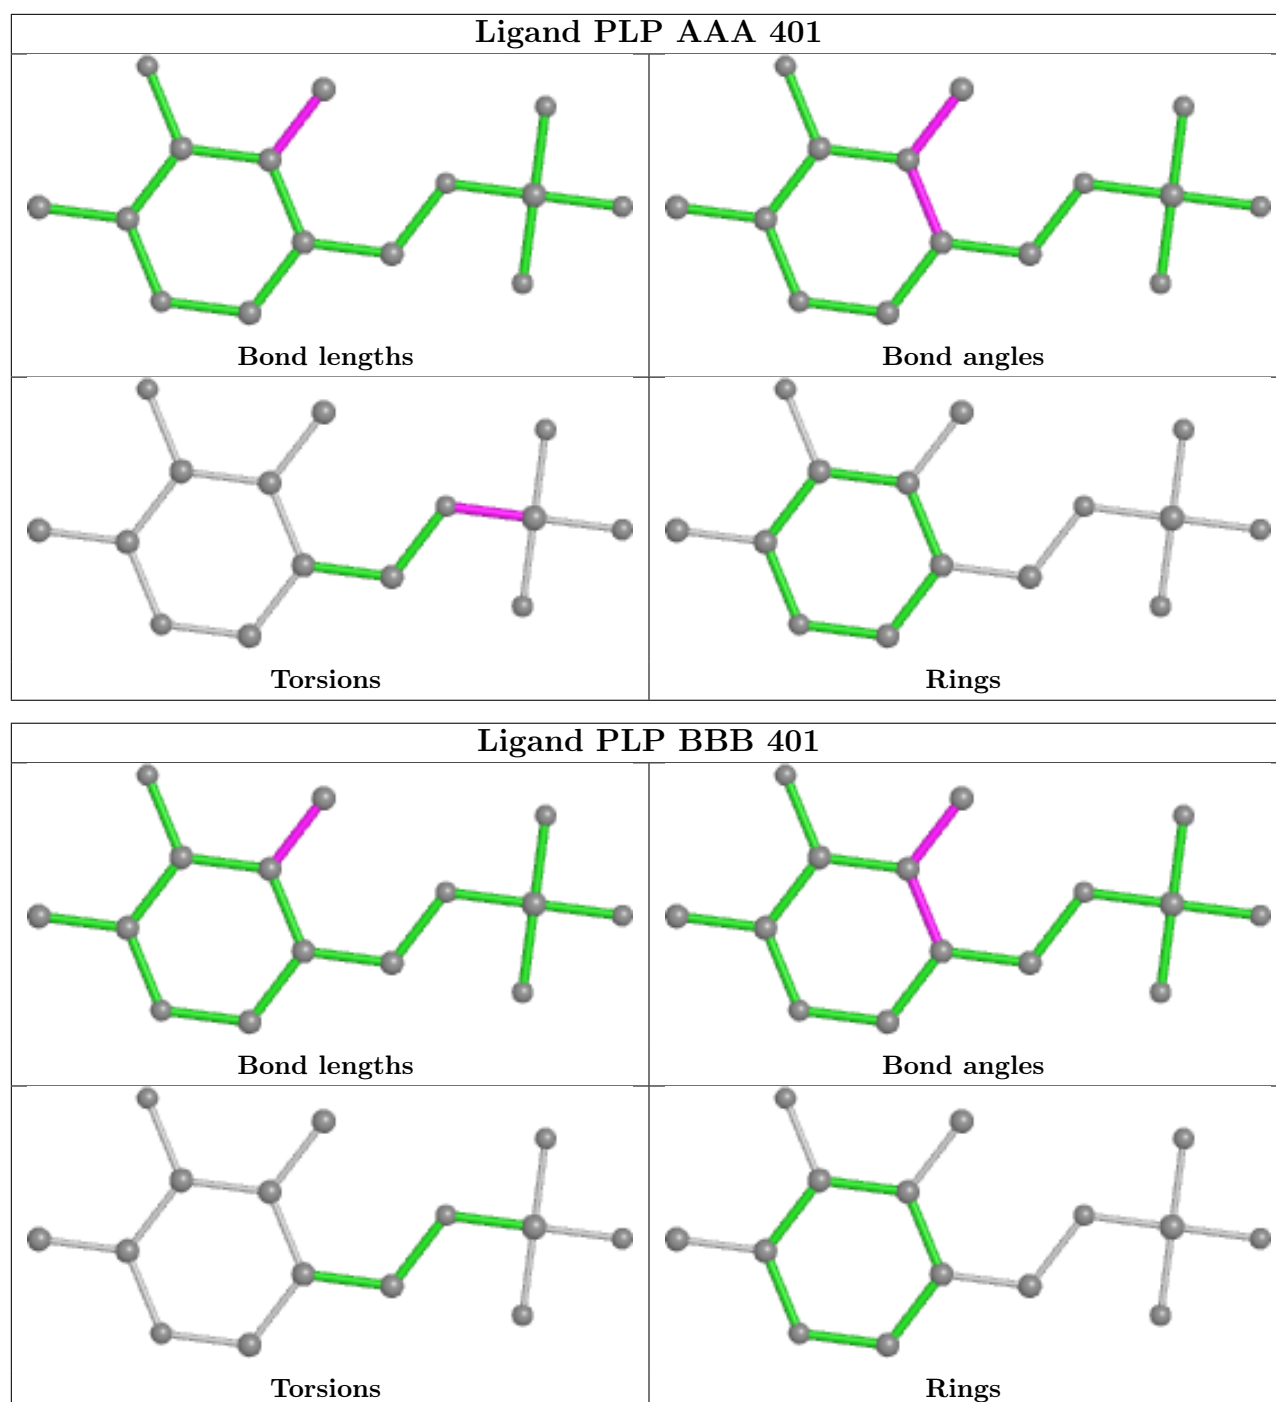 Ligand PLP AAA 401
Bond lengths
Bond angles
Torsions
Rings
Ligand PLP BBB 401
Bond lengths
Bond angles
Torsions
Rings